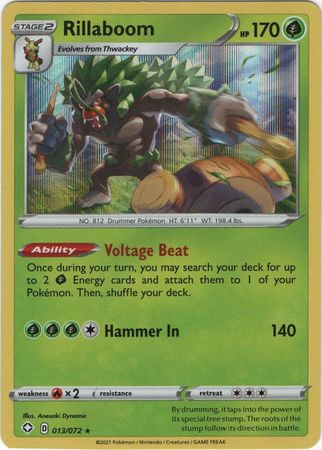 STAGE 2 Rillaboom HP 170
Evolves from Thwackey
NO. 812 Drummer Pokémon HT: 6'11" WT: 198.4 lbs.
Ability Voltage Beat
Once during your turn, you may search your deck for up
to 2 Energy cards and attach them to 1 of your
Pokémon. Then, shuffle your deck.
Hammer In 140
weakness ×2 resistance retreat
Illus. Anesaki Dynamic
D 013/072 ★
By drumming, it taps into the power of
its special tree stump. The roots of the
stump follow its direction in battle.
©2021 Pokémon / Nintendo / Creatures / GAME FREAK